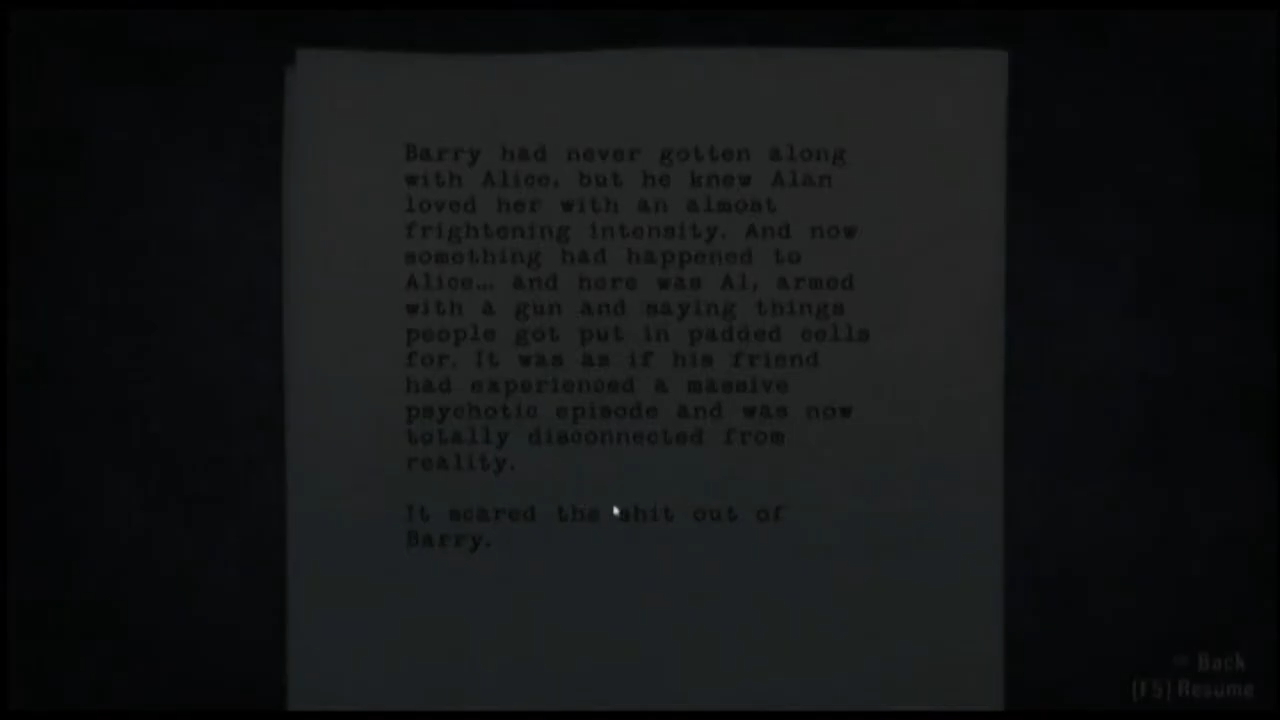 Barry had never gotten along
with Alice, but he knew Alan
loved her with an almost
frightening intensity. And now
something had happened to
Alice… and here was Al, armed
with a gun and saying things
people got put in padded cells
for. It was as if his friend
had experienced a massive
psychotic episode and was now
totally disconnected from
reality.
It scared the shit out of
Barry.
Back
[F5] Resume